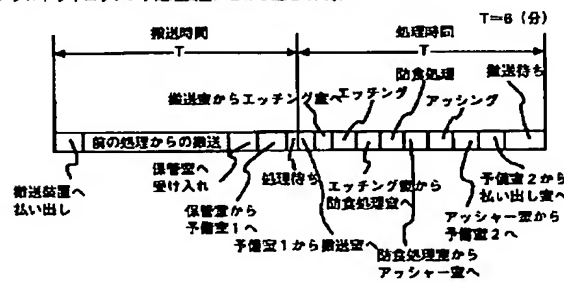 T=6 (分)
搬送時間
処理時間
T
T
防食処理
搬送待ち
搬送室からエッチング室へ
エッチング
アッシング
前の処理からの搬送
搬送装置へ
払い出し
保管室へ
受け入れ
処理待ち
エッチング室から
防食処理室へ
予備室2から
払い出し室へ
保管室から
予備室1へ
アッシャー室から
予備室2へ
予備室1から搬送室へ
防食処理室から
アッシャー室へ